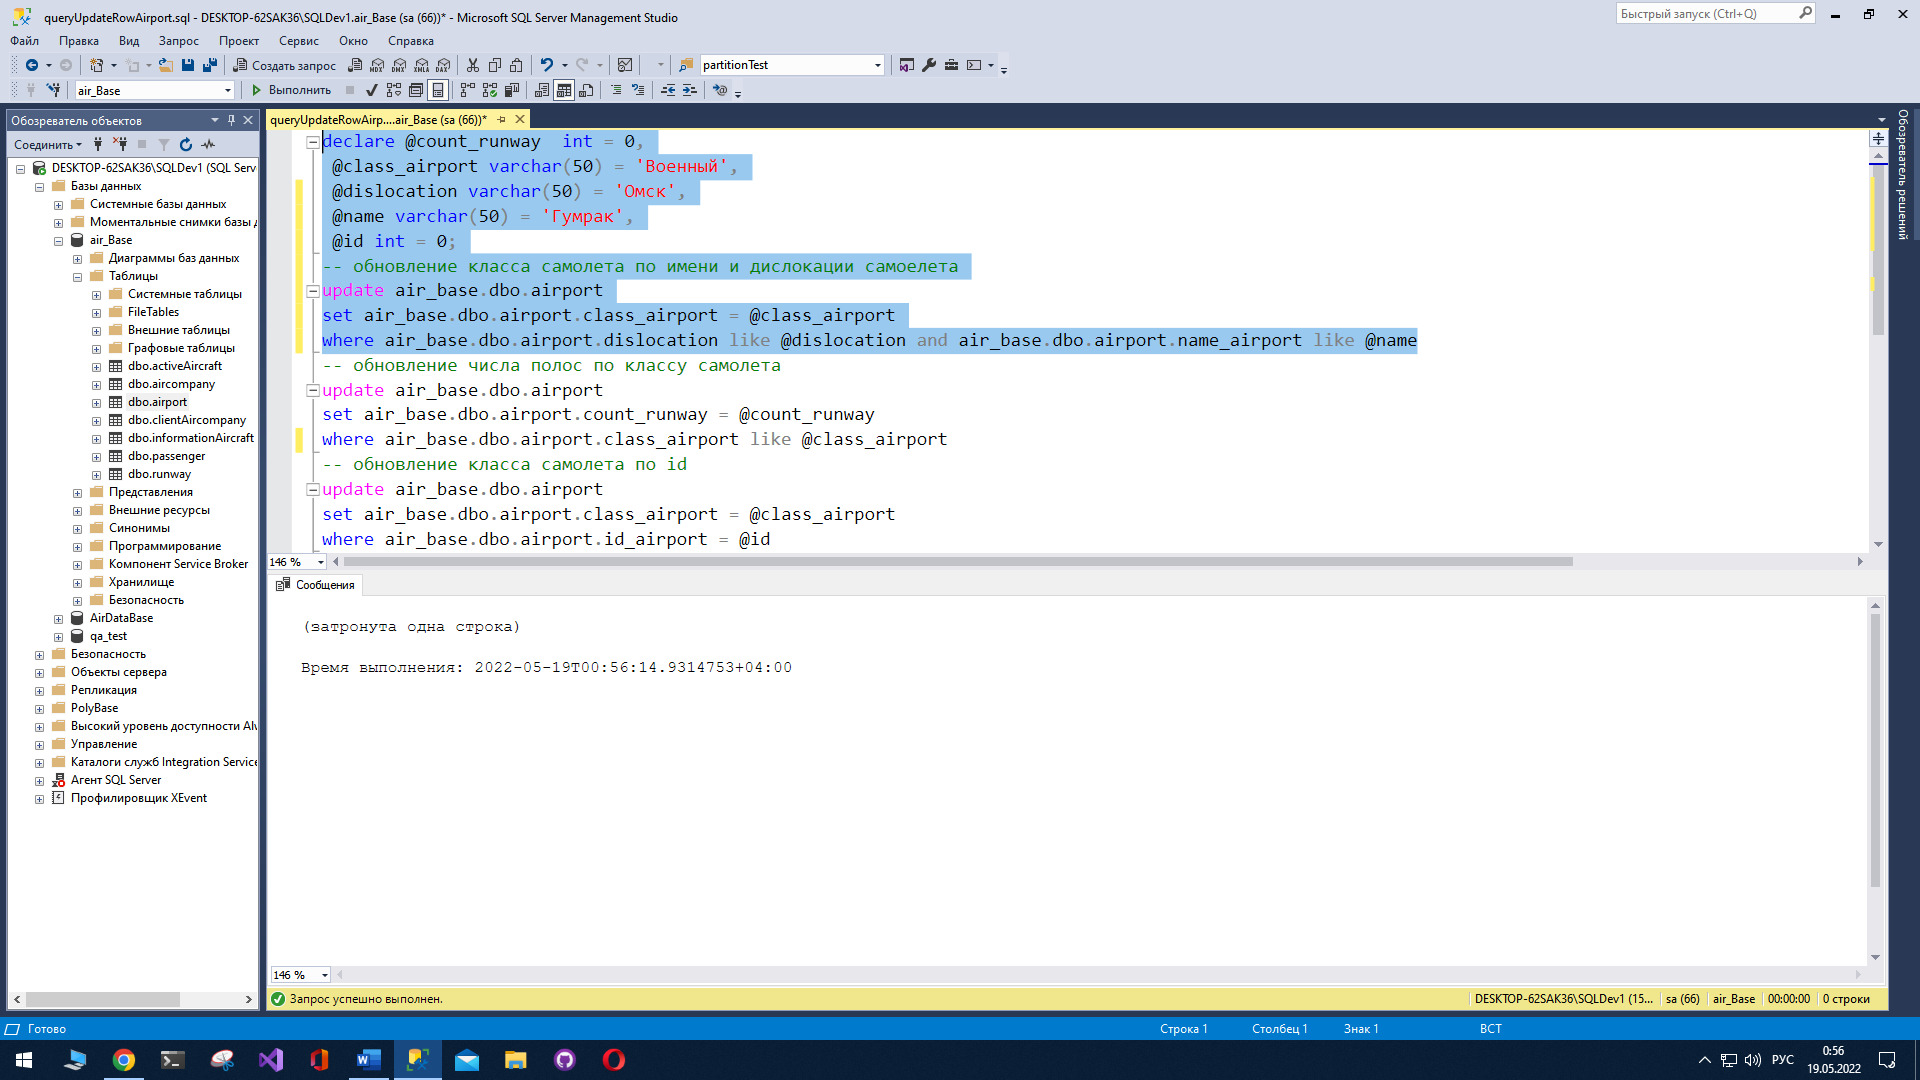 queryUpdateRowAirport.sql - DESKTOP-62SAK36\SQLDev1.air_Base (sa (66))* - Microsoft SQL Server Management Studio
Быстрый запуск (Ctrl+Q)
Файл Правка Вид Запрос Проект Сервис Окно Справка
Создать запрос MDX DMX XMLA DAX partitionTest
air_Base Выполнить
Обозреватель объектов
Соединить
DESKTOP-62SAK36\SQLDev1 (SQL Serv
Базы данных
Системные базы данных
Моментальные снимки базы
air_Base
Диаграммы баз данных
Таблицы
Системные таблицы
FileTables
Внешние таблицы
Графовые таблицы
dbo.activeAircraft
dbo.aircompany
dbo.airport
dbo.clientAircompany
dbo.informationAircraft
dbo.passenger
dbo.runway
Представления
Внешние ресурсы
Синонимы
Программирование
Компонент Service Broker
Хранилище
Безопасность
AirDataBase
qa_test
Безопасность
Объекты сервера
Репликация
PolyBase
Высокий уровень доступности Al
Управление
Каталоги служб Integration Service
Агент SQL Server
Профилировщик XEvent
queryUpdateRowAirp....air_Base (sa (66))*
declare @count_runway  int = 0,
@class_airport varchar(50) = 'Военный',
@dislocation varchar(50) = 'Омск',
@name varchar(50) = 'Гумрак',
@id int = 0;
-- обновление класса самолета по имени и дислокации самоелета
update air_base.dbo.airport
set air_base.dbo.airport.class_airport = @class_airport
where air_base.dbo.airport.dislocation like @dislocation and air_base.dbo.airport.name_airport like @name
-- обновление числа полос по классу самолета
update air_base.dbo.airport
set air_base.dbo.airport.count_runway = @count_runway
where air_base.dbo.airport.class_airport like @class_airport
-- обновление класса самолета по id
update air_base.dbo.airport
set air_base.dbo.airport.class_airport = @class_airport
where air_base.dbo.airport.id_airport = @id
146 %
Сообщения
(затронута одна строка)
Время выполнения: 2022-05-19T00:56:14.9314753+04:00
146 %
Запрос успешно выполнен. DESKTOP-62SAK36\SQLDev1 (15... sa (66) air_Base 00:00:00 0 строки
Обозреватель решений
Готово Строка 1 Столбец 1 Знак 1 ВСТ
РУС 0:56
19.05.2022